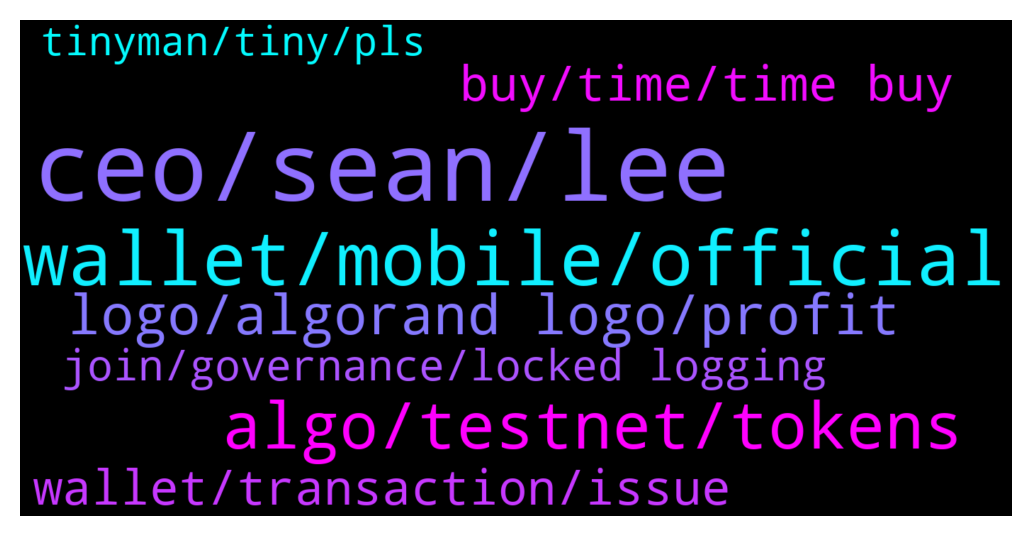 tinyman/tiny/pls
buy/time/time buy
ceo/sean/lee
wallet/mobile/official
logo/algorand logo/profit
join/governance/locked logging
algo/testnet/tokens
wallet/transaction/issue